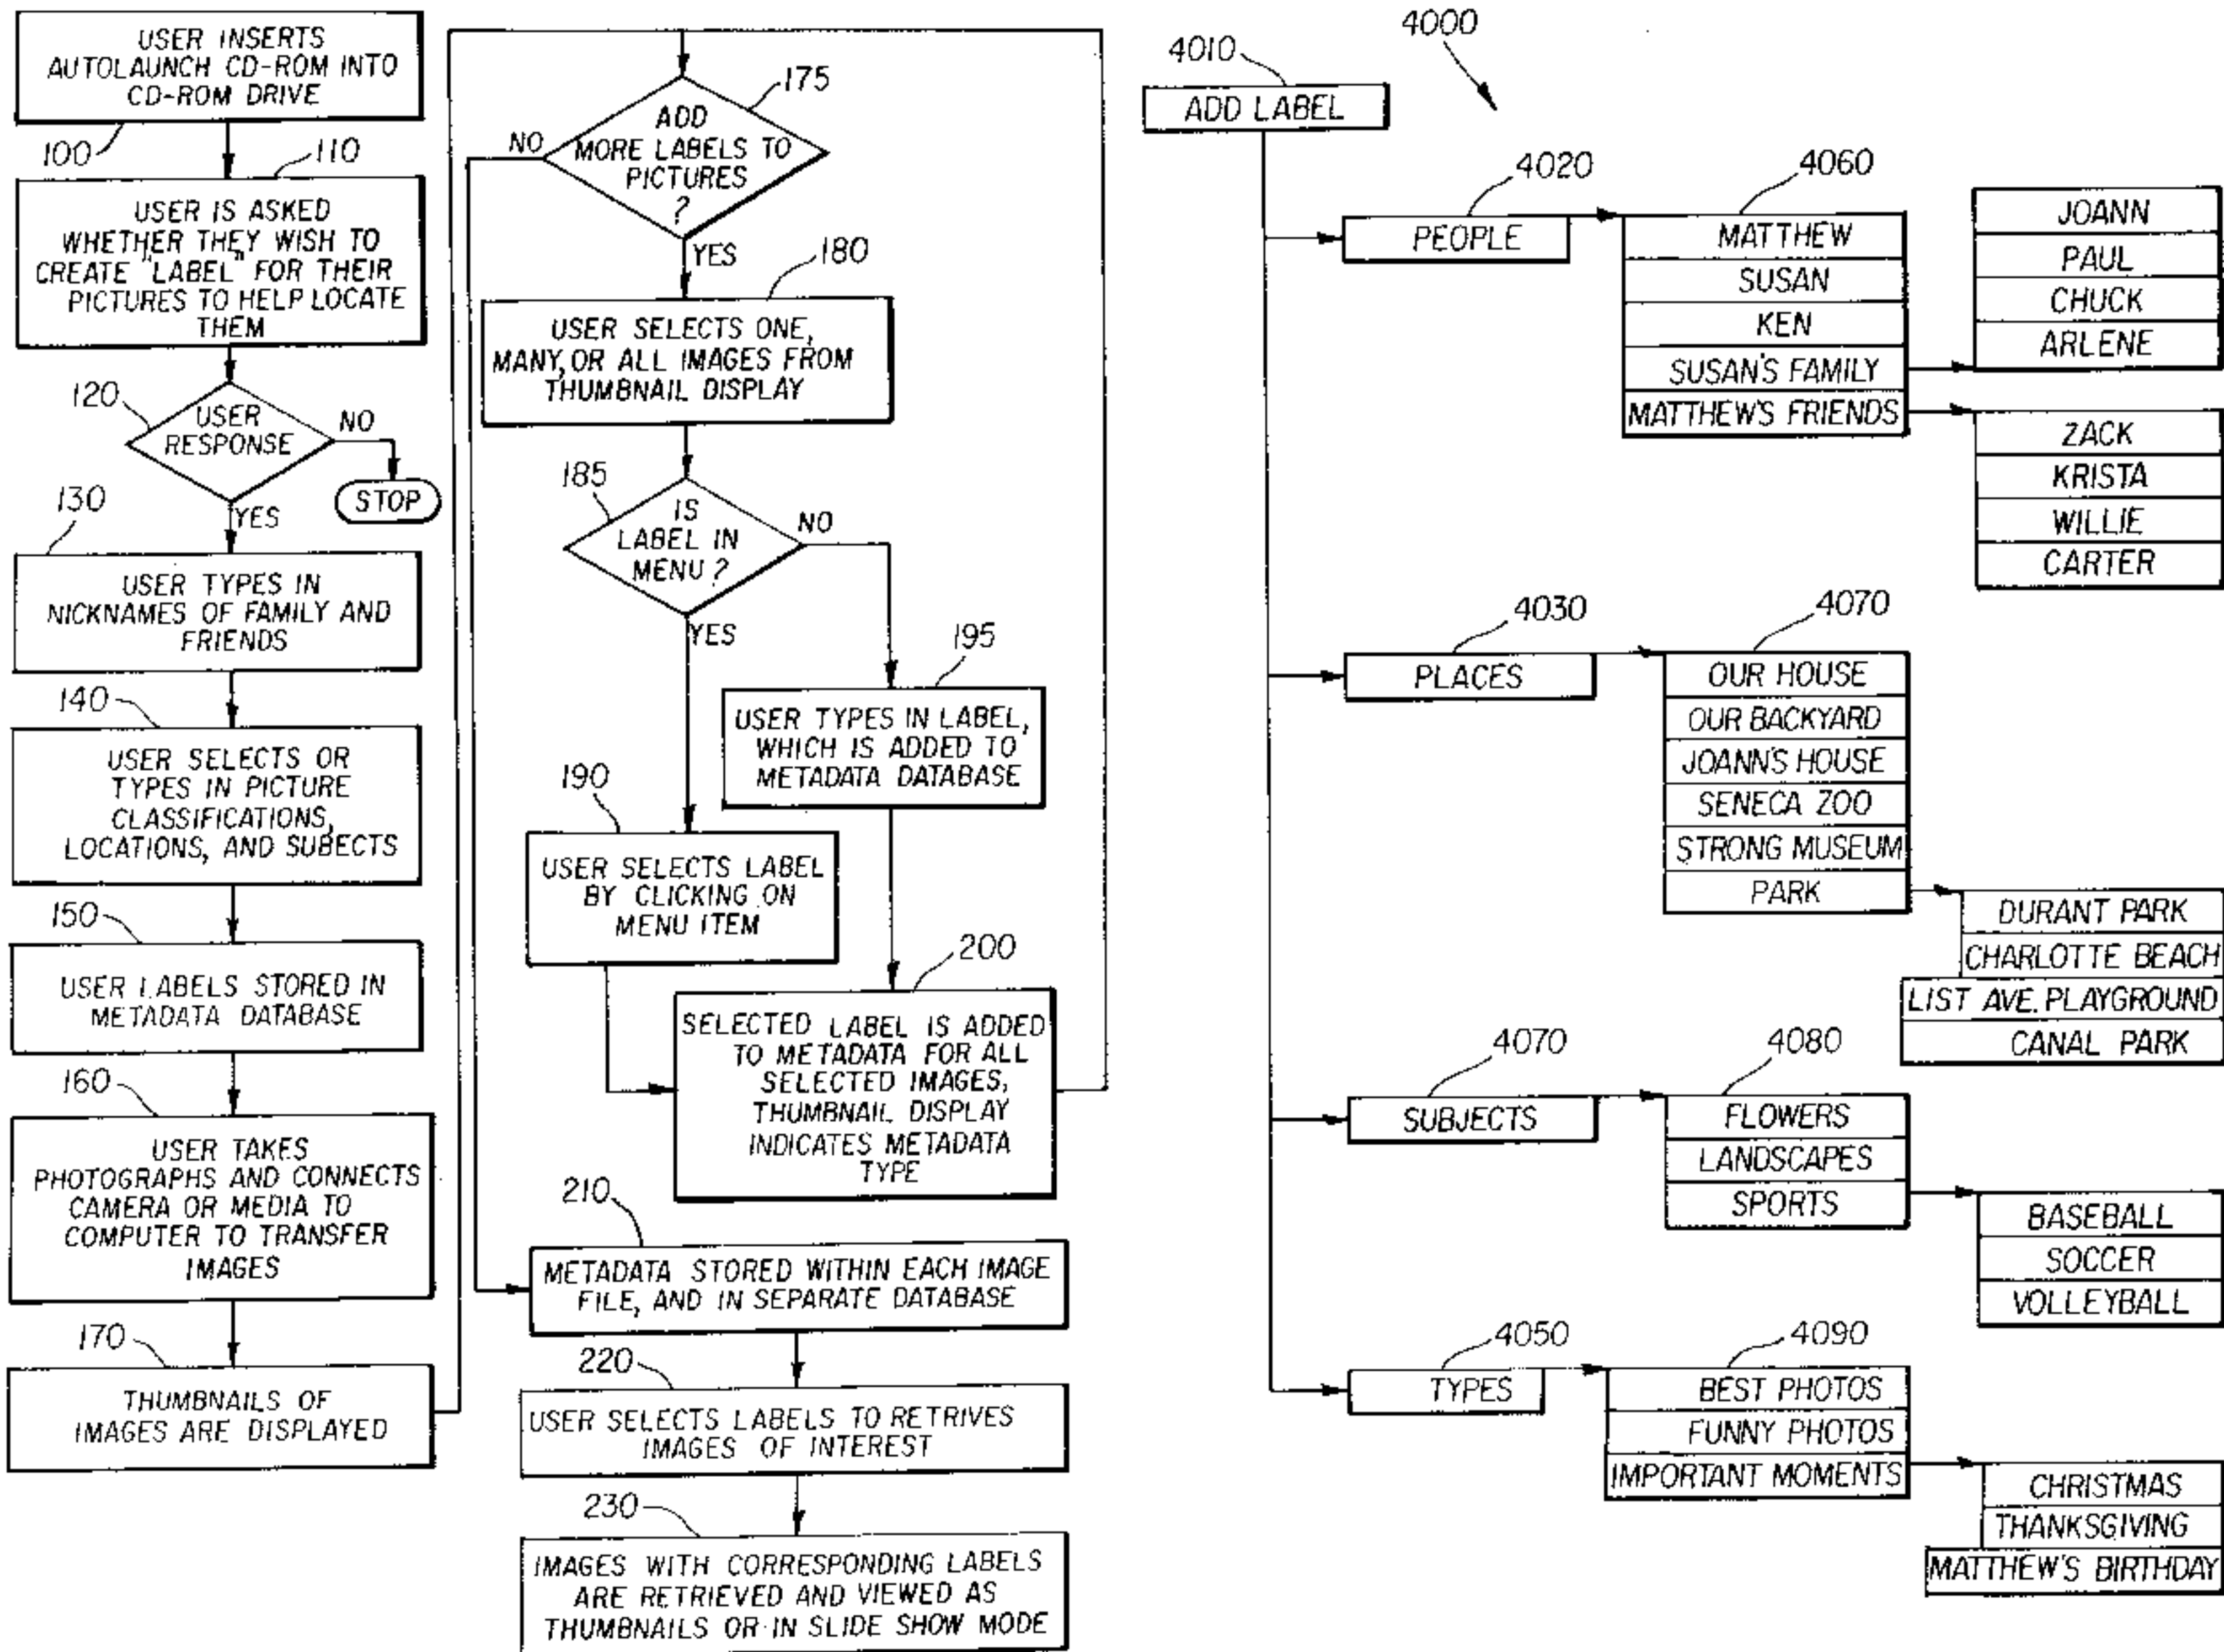 USER INSERTS
AUTOLAUNCH CD-ROM INTO
CD-ROM DRIVE
100
110
USER IS ASKED
WHETHER THEY WISH TO
CREATE "LABEL" FOR THEIR
PICTURES TO HELP LOCATE
THEM
120
USER
RESPONSE
NO
STOP
YES
130
USER TYPES IN
NICKNAMES OF FAMILY AND
FRIENDS
140
USER SELECTS OR
TYPES IN PICTURE
CLASSIFICATIONS,
LOCATIONS, AND SUBECTS
150
USER LABELS STORED IN
METADATA DATABASE
160
USER TAKES
PHOTOGRAPHS AND CONNECTS
CAMERA OR MEDIA TO
COMPUTER TO TRANSFER
IMAGES
170
THUMBNAILS OF
IMAGES ARE DISPLAYED
175
ADD
MORE LABELS TO
PICTURES
?
NO
YES
180
USER SELECTS ONE,
MANY, OR ALL IMAGES FROM
THUMBNAIL DISPLAY
185
IS
LABEL IN
MENU ?
NO
YES
195
USER TYPES IN LABEL,
WHICH IS ADDED TO
METADATA DATABASE
190
USER SELECTS LABEL
BY CLICKING ON
MENU ITEM
200
SELECTED LABEL IS ADDED
TO METADATA FOR ALL
SELECTED IMAGES,
THUMBNAIL DISPLAY
INDICATES METADATA
TYPE
210
METADATA STORED WITHIN EACH IMAGE
FILE, AND IN SEPARATE DATABASE
220
USER SELECTS LABELS TO RETRIVES
IMAGES OF INTEREST
230
IMAGES WITH CORRESPONDING LABELS
ARE RETRIEVED AND VIEWED AS
THUMBNAILS OR IN SLIDE SHOW MODE
4000
4010
ADD LABEL
4020
PEOPLE
4060
MATTHEW
SUSAN
KEN
SUSAN'S FAMILY
MATTHEW'S FRIENDS
JOANN
PAUL
CHUCK
ARLENE
ZACK
KRISTA
WILLIE
CARTER
4030
PLACES
4070
OUR HOUSE
OUR BACKYARD
JOANN'S HOUSE
SENECA ZOO
STRONG MUSEUM
PARK
DURANT PARK
CHARLOTTE BEACH
LIST AVE. PLAYGROUND
CANAL PARK
4070
SUBJECTS
4080
FLOWERS
LANDSCAPES
SPORTS
BASEBALL
SOCCER
VOLLEYBALL
4050
TYPES
4090
BEST PHOTOS
FUNNY PHOTOS
IMPORTANT MOMENTS
CHRISTMAS
THANKSGIVING
MATTHEW'S BIRTHDAY